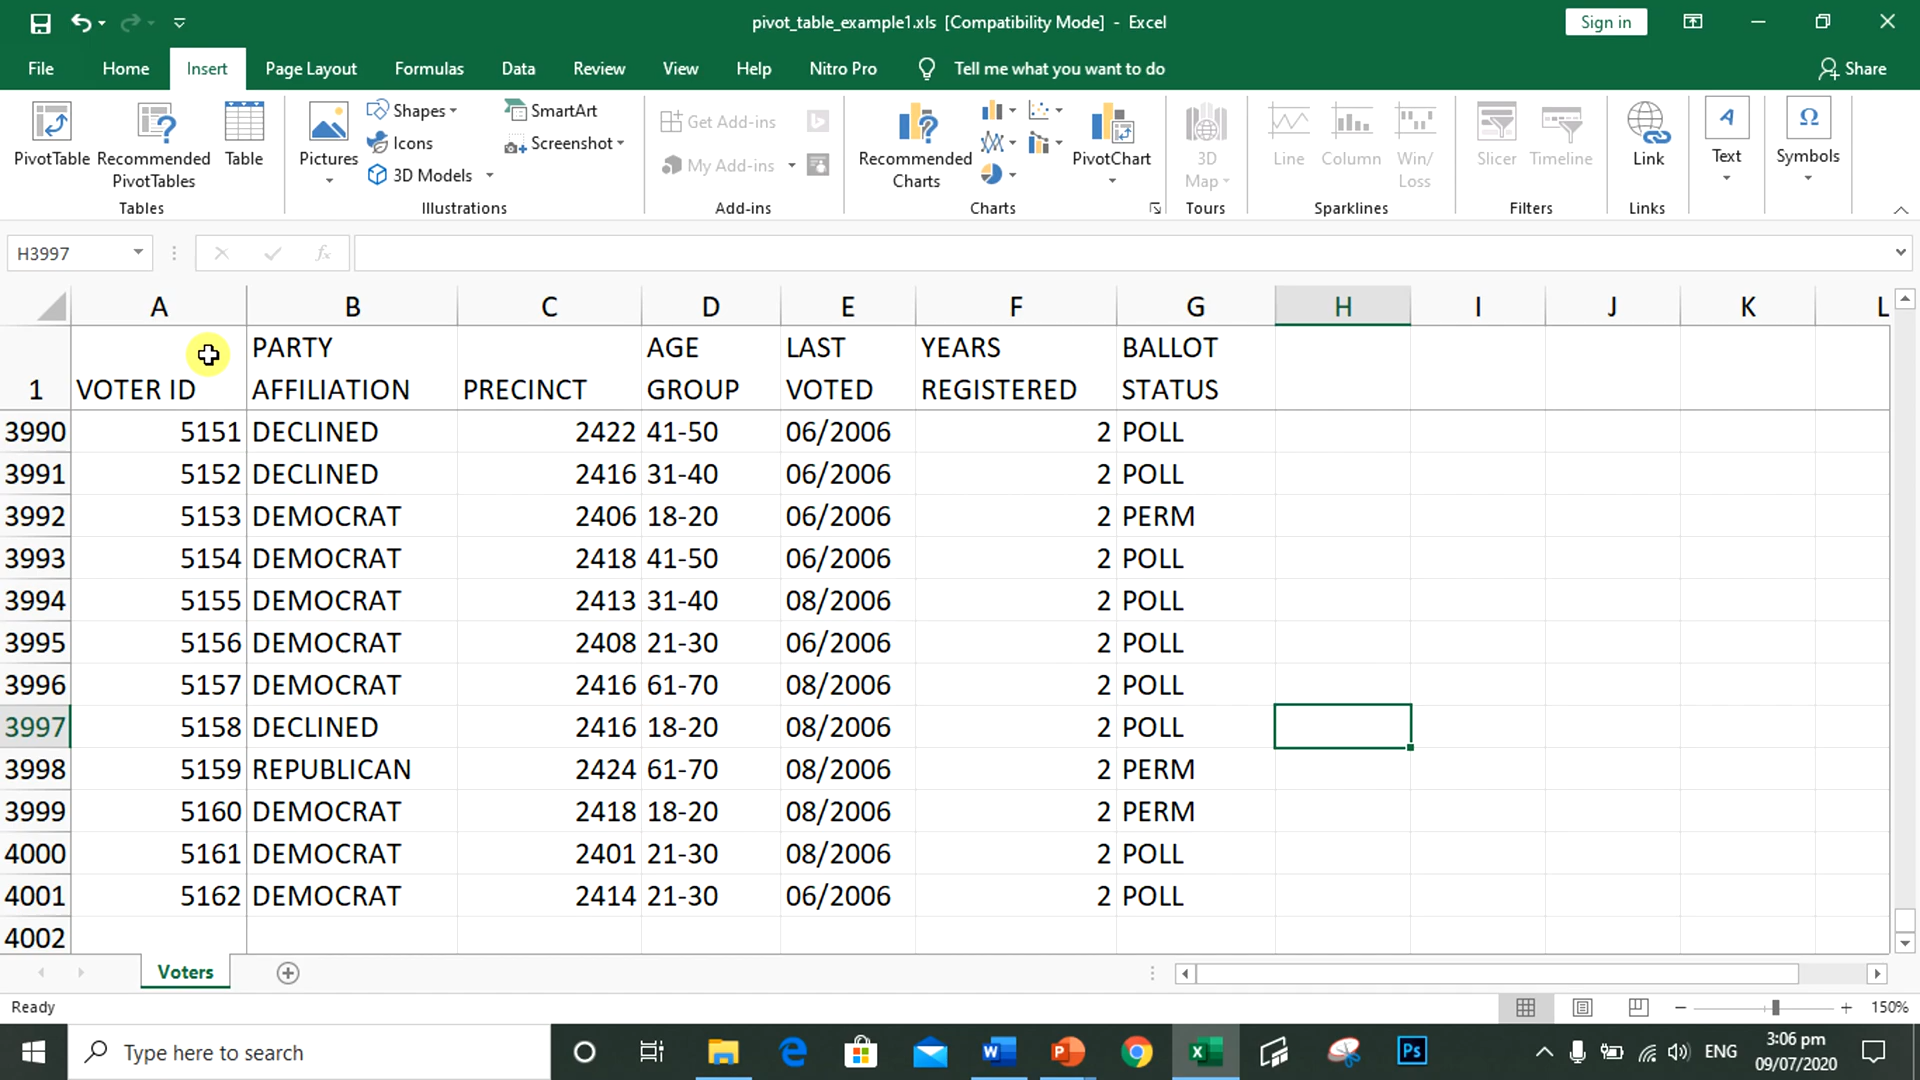 pivot_table_example1.xls [Compatibility Mode] - Excel
Sign in
File Home Insert Page Layout Formulas Data Review View Help Nitro Pro Tell me what you want to do Share
PivotTable
Recommended
PivotTables
Table
Tables
Pictures
Shapes
Icons
3D Models
SmartArt
Screenshot
Illustrations
Get Add-ins
My Add-ins
Add-ins
Recommended
Charts
PivotChart
Charts
3D
Map
Tours
Line
Column
Win/
Loss
Sparklines
Slicer
Timeline
Filters
Link
Links
Text
Symbols
H3997
fx
A B C D E F G H I J K L
PARTY AGE LAST YEARS BALLOT
1 VOTER ID AFFILIATION PRECINCT GROUP VOTED REGISTERED STATUS
3990 5151 DECLINED 2422 41-50 06/2006 2 POLL
3991 5152 DECLINED 2416 31-40 06/2006 2 POLL
3992 5153 DEMOCRAT 2406 18-20 06/2006 2 PERM
3993 5154 DEMOCRAT 2418 41-50 06/2006 2 POLL
3994 5155 DEMOCRAT 2413 31-40 08/2006 2 POLL
3995 5156 DEMOCRAT 2408 21-30 06/2006 2 POLL
3996 5157 DEMOCRAT 2416 61-70 08/2006 2 POLL
3997 5158 DECLINED 2416 18-20 08/2006 2 POLL
3998 5159 REPUBLICAN 2424 61-70 08/2006 2 PERM
3999 5160 DEMOCRAT 2418 18-20 08/2006 2 PERM
4000 5161 DEMOCRAT 2401 21-30 08/2006 2 POLL
4001 5162 DEMOCRAT 2414 21-30 06/2006 2 POLL
4002
Voters
Ready
150%
Type here to search
Ps
ENG
3:06 pm
09/07/2020